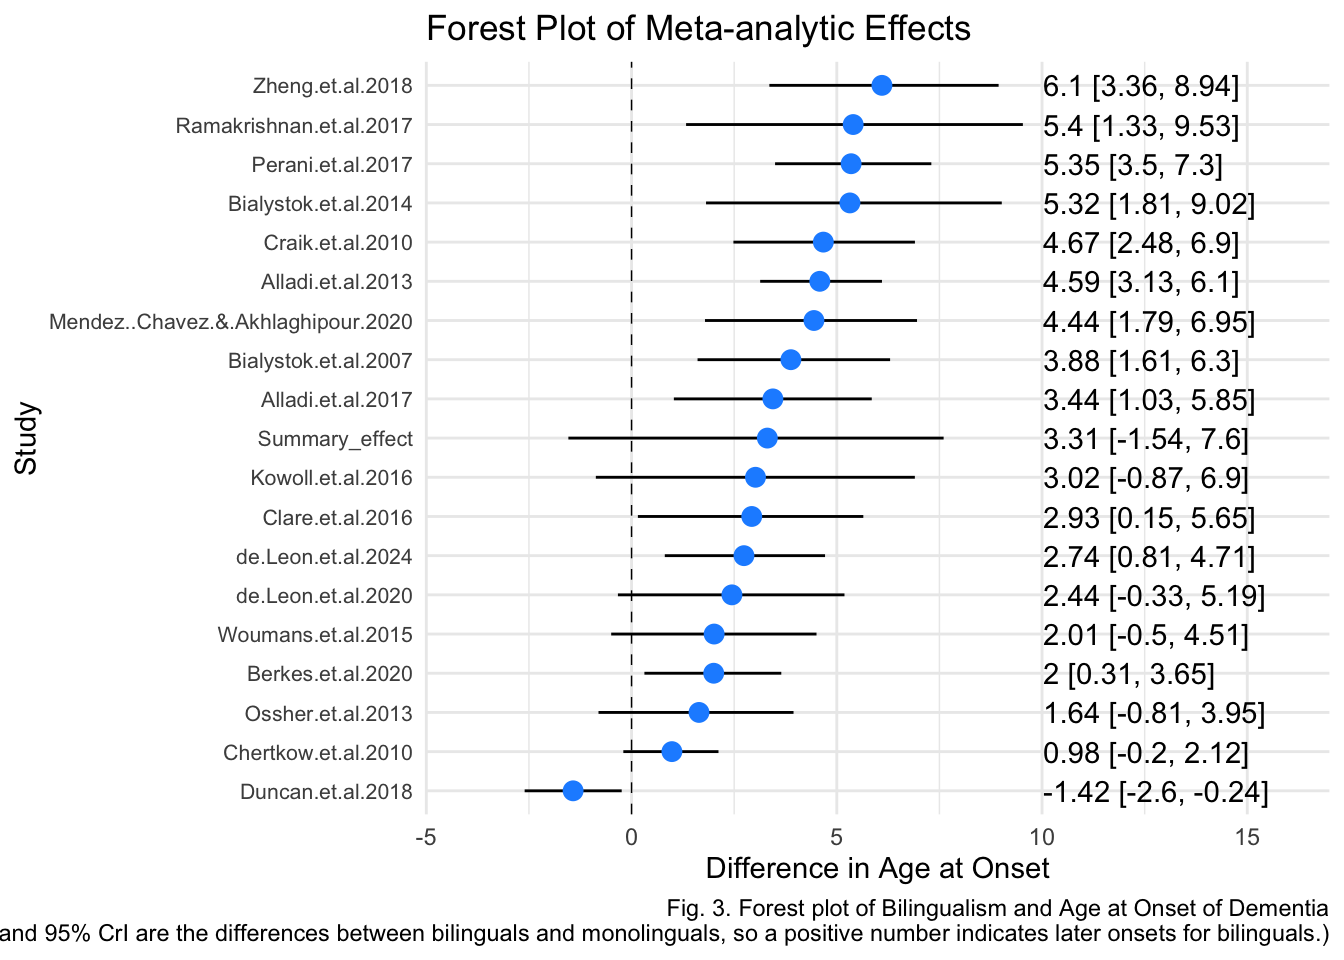 Forest Plot of Meta-analytic Effects
Study
Zheng.et.al.2018 6.1 [3.36, 8.94]
Ramakrishnan.et.al.2017 5.4 [1.33, 9.53]
Perani.et.al.2017 5.35 [3.5, 7.3]
Bialystok.et.al.2014 5.32 [1.81, 9.02]
Craik.et.al.2010 4.67 [2.48, 6.9]
Alladi.et.al.2013 4.59 [3.13, 6.1]
Mendez..Chavez.&.Akhlaghipour.2020 4.44 [1.79, 6.95]
Bialystok.et.al.2007 3.88 [1.61, 6.3]
Alladi.et.al.2017 3.44 [1.03, 5.85]
Summary_effect 3.31 [-1.54, 7.6]
Kowoll.et.al.2016 3.02 [-0.87, 6.9]
Clare.et.al.2016 2.93 [0.15, 5.65]
de.Leon.et.al.2024 2.74 [0.81, 4.71]
de.Leon.et.al.2020 2.44 [-0.33, 5.19]
Woumans.et.al.2015 2.01 [-0.5, 4.51]
Berkes.et.al.2020 2 [0.31, 3.65]
Ossher.et.al.2013 1.64 [-0.81, 3.95]
Chertkow.et.al.2010 0.98 [-0.2, 2.12]
Duncan.et.al.2018 -1.42 [-2.6, -0.24]
-5 0 5 10 15
Difference in Age at Onset
Fig. 3. Forest plot of Bilingualism and Age at Onset of Dementia
and 95% CrI are the differences between bilinguals and monolinguals, so a positive number indicates later onsets for bilinguals.)